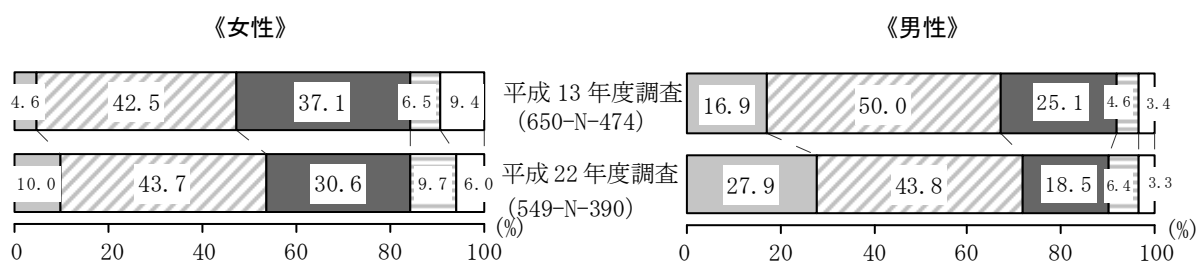 《女性》 《男性》
4.6 42.5 37.1 6.5 9.4 平成 13 年度調査 16.9 50.0 25.1 4.6 3.4
(650-N-474)
10.0 43.7 30.6 9.7 6.0 平成 22 年度調査 27.9 43.8 18.5 6.4 3.3
(549-N-390)
(%) (%)
0 20 40 60 80 100 0 20 40 60 80 100